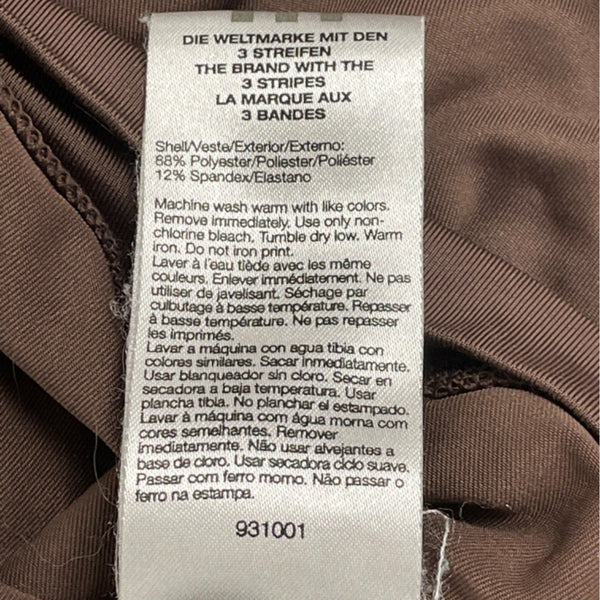 DIE WELTMARKE MIT DEN
3 STREIFEN
THE BRAND WITH THE
3 STRIPES
LA MARQUE AUX
3 BANDES
Shell/Veste/Exterior/Externo:
88% Polyester/Poliester/Poliéster
12% Spandex/Elastano
Machine wash warm with like colors.
Remove immediately. Use only non-
chlorine bleach. Tumble dry low. Warm
iron. Do not iron print.
Laver à l'eau tiède avec les même
couleurs. Enlever immédiatement. Ne pas
utiliser de javelisant. Séchage par
culbutage à basse température. Repasser
à basse température. Ne pas repasser
les imprimés.
Lavar a máquina con agua tibia con
colores similares. Sacar inmediatamente.
Usar blanqueador sin cloro. Secar en
secadora a baja temperatura. Usar
plancha tibia. No planchar el estampado.
Lavar à máquina com água morna com
cores semelhantes. Remover
imediatamente. Não usar alvejantes a
base de cloro. Usar secadora ciclo suave.
Passar com ferro morno. Não passar o
ferro na estampa.
931001